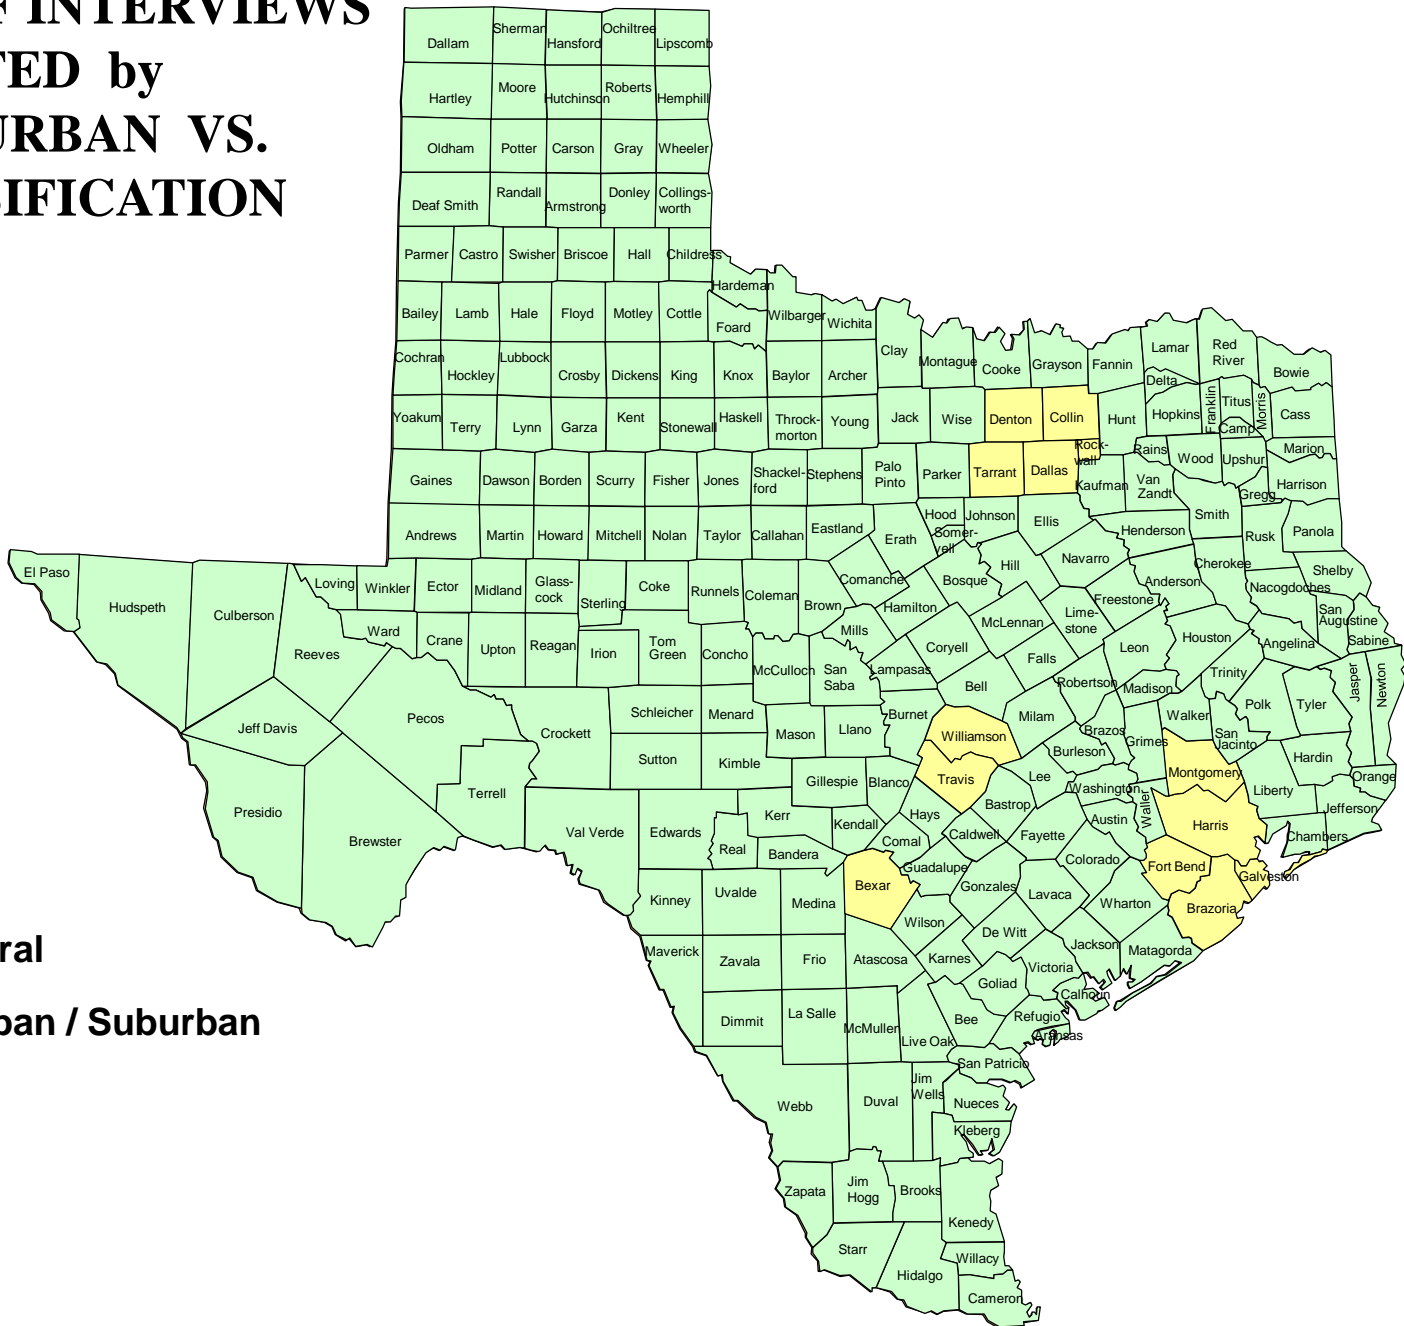 F INTERVIEWS
TED by
URBAN VS.
SIFICATION
Dallam
Sherman
Hansford
Ochiltree
Lipscomb
Hartley
Moore
Hutchinson
Roberts
Hemphill
Oldham
Potter
Carson
Gray
Wheeler
Deaf Smith
Randall
Armstrong
Donley
Collings-
worth
Parmer
Castro
Swisher
Briscoe
Hall
Childress
Hardeman
Bailey
Lamb
Hale
Floyd
Motley
Cottle
Foard
Wilbarger
Wichita
Clay
Montague
Cooke
Grayson
Fannin
Lamar
Red
River
Bowie
Cochran
Hockley
Lubbock
Crosby
Dickens
King
Knox
Baylor
Archer
Delta
Yoakum
Terry
Lynn
Garza
Kent
Stonewall
Haskell
Throck-
morton
Young
Jack
Wise
Denton
Collin
Hunt
Hopkins
Franklin
Titus
Camp
Morris
Cass
Marion
Gaines
Dawson
Borden
Scurry
Fisher
Jones
Shackel-
ford
Stephens
Palo
Pinto
Parker
Tarrant
Dallas
Rock-
wall
Kaufman
Rains
Van
Zandt
Wood
Upshur
Gregg
Harrison
Andrews
Martin
Howard
Mitchell
Nolan
Taylor
Callahan
Eastland
Erath
Hood
Somer-
vell
Johnson
Ellis
Henderson
Smith
Rusk
Panola
El Paso
Hudspeth
Culberson
Loving
Winkler
Ector
Midland
Glass-
cock
Sterling
Coke
Runnels
Coleman
Brown
Comanche
Hamilton
Bosque
Hill
Navarro
Freestone
Anderson
Cherokee
Nacogdoches
Shelby
San
Augustine
Sabine
Reeves
Ward
Crane
Upton
Reagan
Irion
Tom
Green
Concho
McCulloch
San
Saba
Mills
Lampasas
Coryell
McLennan
Lime-
stone
Falls
Leon
Houston
Angelina
Trinity
Jeff Davis
Pecos
Crockett
Schleicher
Menard
Mason
Llano
Burnet
Bell
Milam
Robertson
Madison
Brazos
Grimes
Walker
San
Jacinto
Polk
Tyler
Jasper
Newton
Presidio
Brewster
Terrell
Sutton
Kimble
Gillespie
Blanco
Williamson
Travis
Lee
Burleson
Washington
Waller
Montgomery
Liberty
Hardin
Orange
Jefferson
Chambers
Val Verde
Edwards
Real
Kerr
Bandera
Kendall
Comal
Hays
Caldwell
Bastrop
Fayette
Austin
Colorado
Harris
Fort Bend
Galveston
Brazoria
Kinney
Uvalde
Medina
Bexar
Guadalupe
Wilson
Gonzales
Lavaca
Wharton
Matagorda
Maverick
Zavala
Frio
Atascosa
Karnes
De Witt
Jackson
Victoria
Goliad
Calhoun
Dimmit
La Salle
McMullen
Live Oak
Bee
Refugio
Aransas
San Patricio
Webb
Duval
Jim
Wells
Nueces
Kleberg
Zapata
Jim
Hogg
Brooks
Kenedy
Starr
Hidalgo
Willacy
Cameron
ral
ban / Suburban